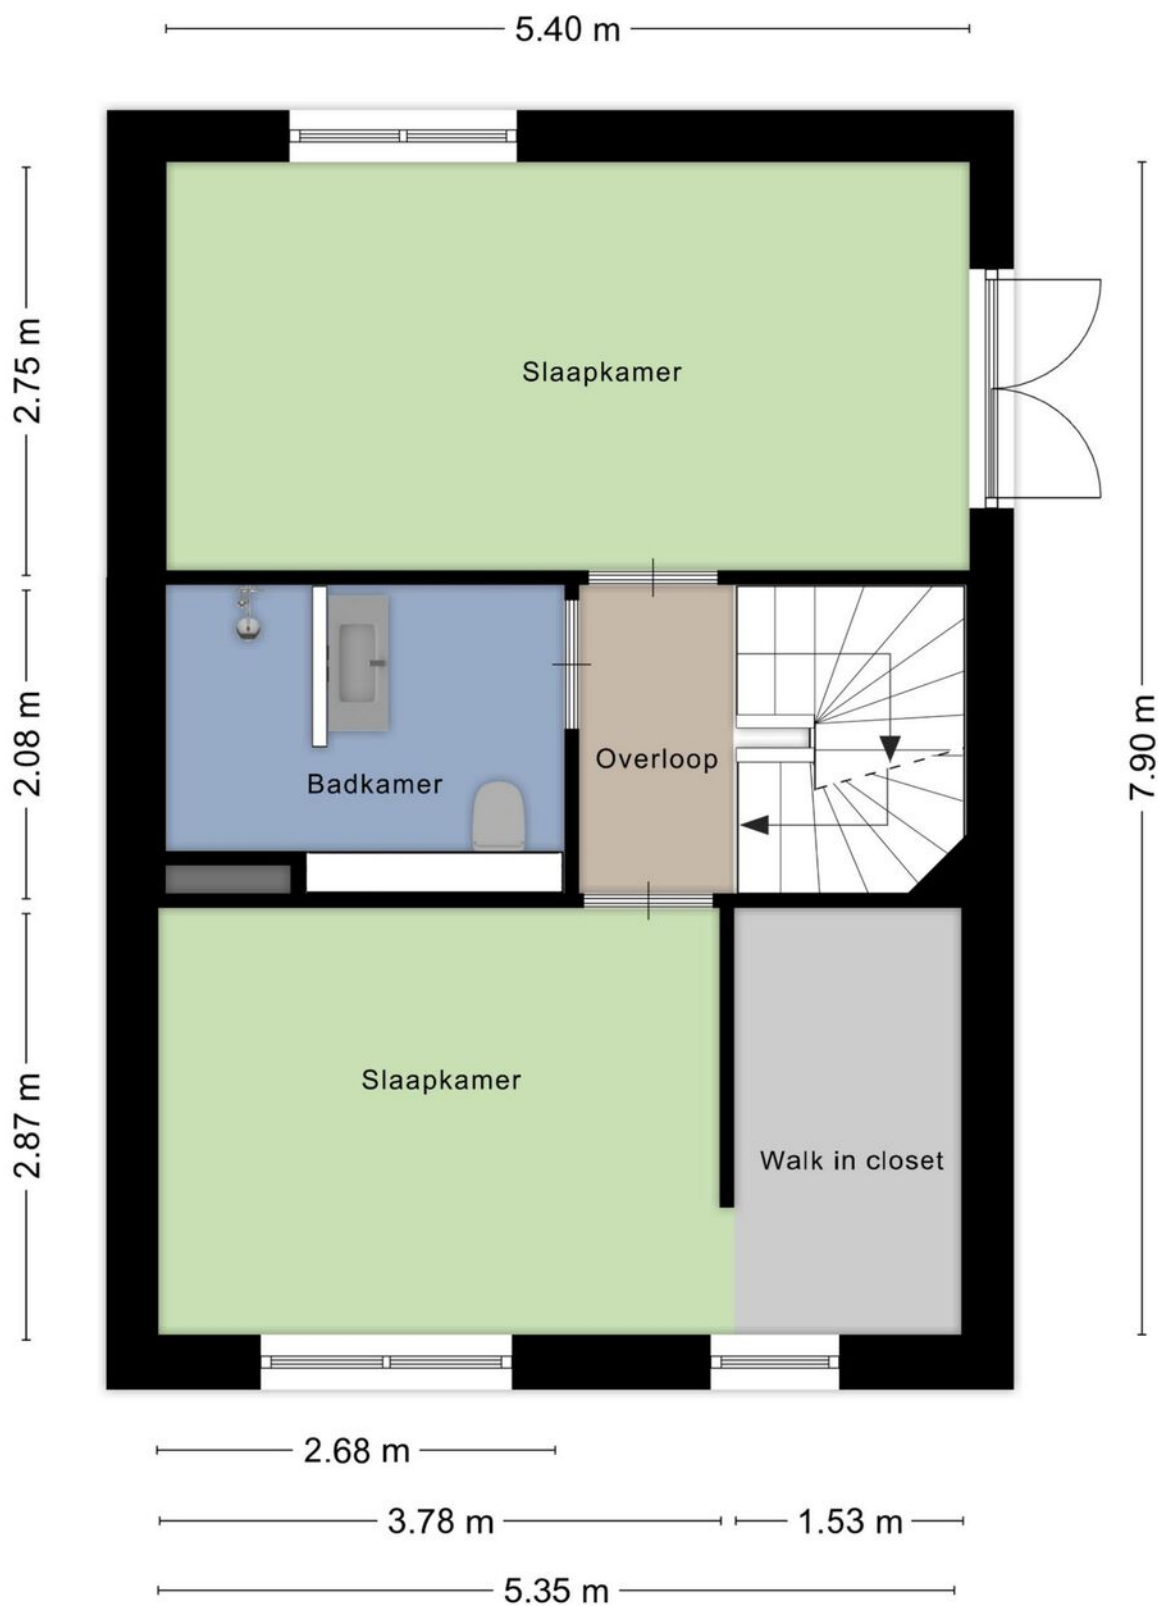 5.40 m
2.75 m
Slaapkamer
2.08 m
7.90 m
Overloop
Badkamer
2.87 m
Slaapkamer
Walk in closet
2.68 m
3.78 m
1.53 m
5.35 m